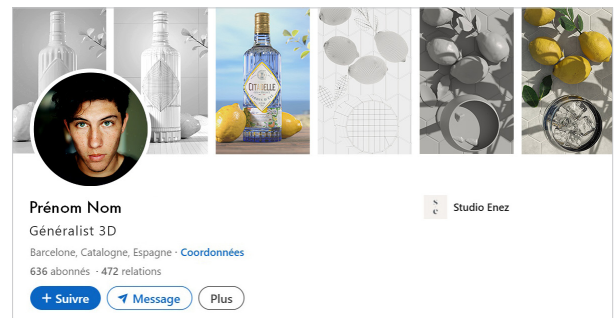 CITADELLE
Prénom Nom
Généralist 3D
Barcelone, Catalogne, Espagne · Coordonnées
636 abonnés · 472 relations
+ Suivre
Message
Plus
S
e
Studio Enez